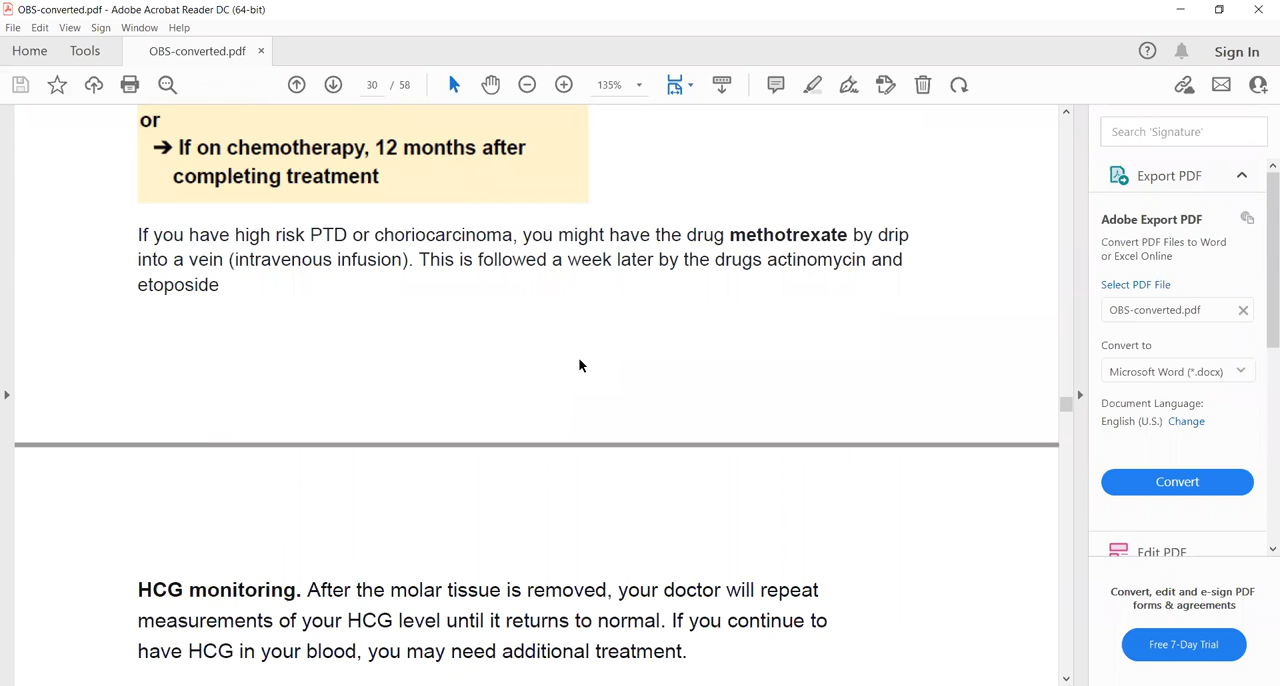 OBS-converted.pdf - Adobe Acrobat Reader DC (64-bit)
File Edit View Sign Window Help
Home Tools OBS-converted.pdf × Sign In
30 / 58 135%
or
➔ If on chemotherapy, 12 months after
completing treatment
If you have high risk PTD or choriocarcinoma, you might have the drug methotrexate by drip
into a vein (intravenous infusion). This is followed a week later by the drugs actinomycin and
etoposide
HCG monitoring. After the molar tissue is removed, your doctor will repeat
measurements of your HCG level until it returns to normal. If you continue to
have HCG in your blood, you may need additional treatment.
Search 'Signature'
Export PDF
Adobe Export PDF
Convert PDF Files to Word
or Excel Online
Select PDF File
OBS-converted.pdf
Convert to
Microsoft Word (*.docx)
Document Language:
English (U.S.) Change
Convert
Edit PDF
Convert, edit and e-sign PDF
forms & agreements
Free 7-Day Trial